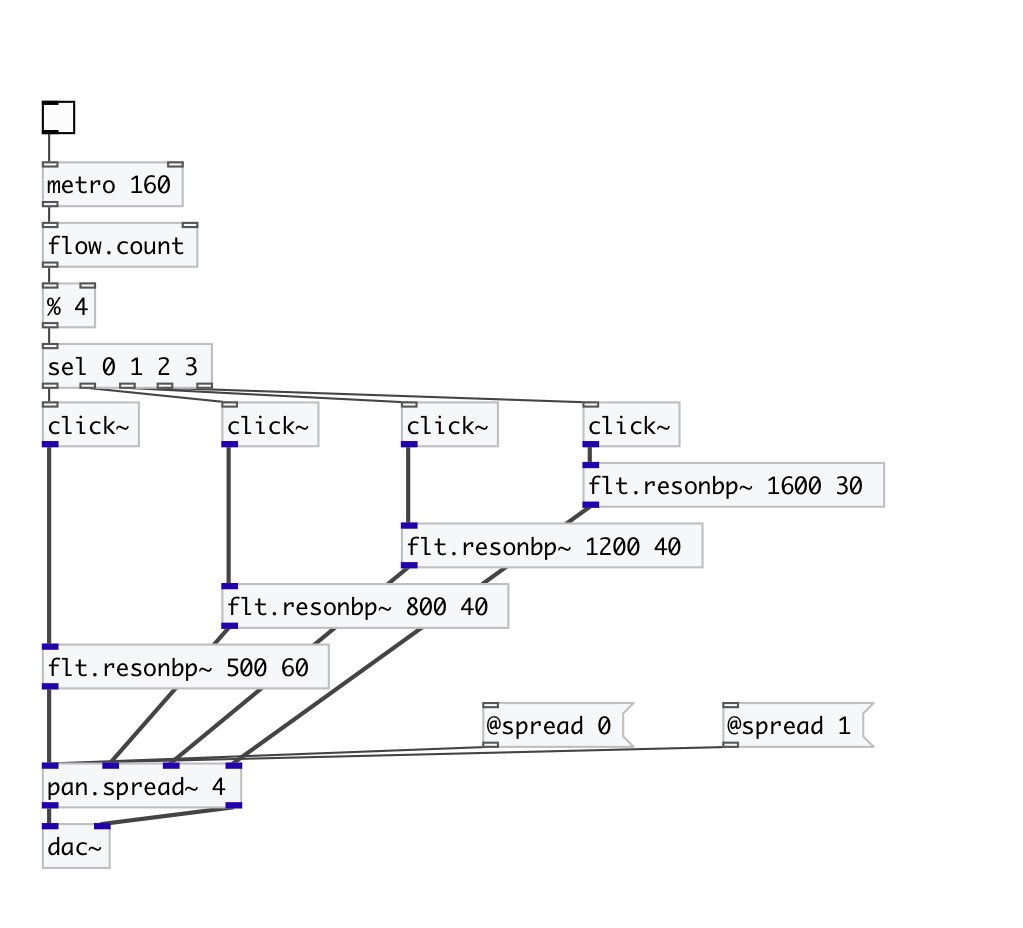 metro 160
flow.count
% 4
sel 0 1 2 3
click~ click~ click~ click~
flt.resonbp~ 1600 30
flt.resonbp~ 1200 40
flt.resonbp~ 800 40
flt.resonbp~ 500 60
@spread 0 @spread 1
pan.spread~ 4
dac~